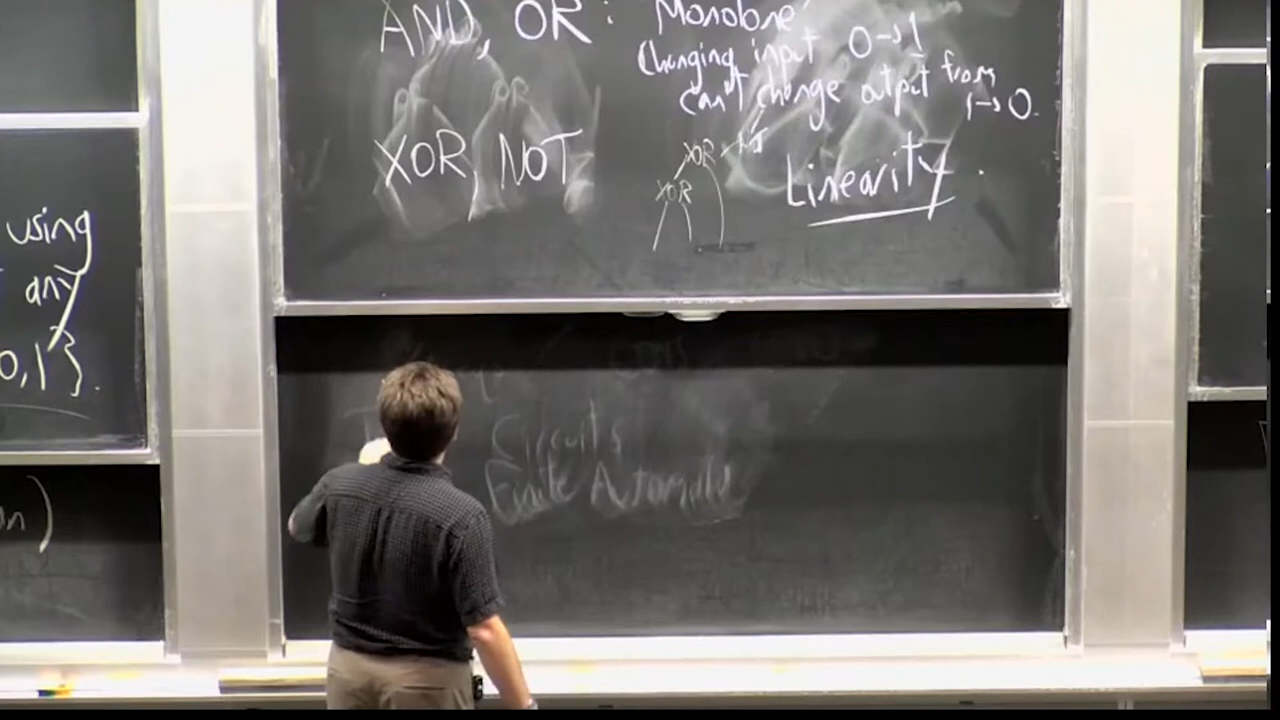 using
any
0,1}.
AND, OR : "Monotone"
Changing input 0→1
can't change output from
1→0.
XOR, NOT
XOR
XOR
Linearity.
Circuits
Finite Automata